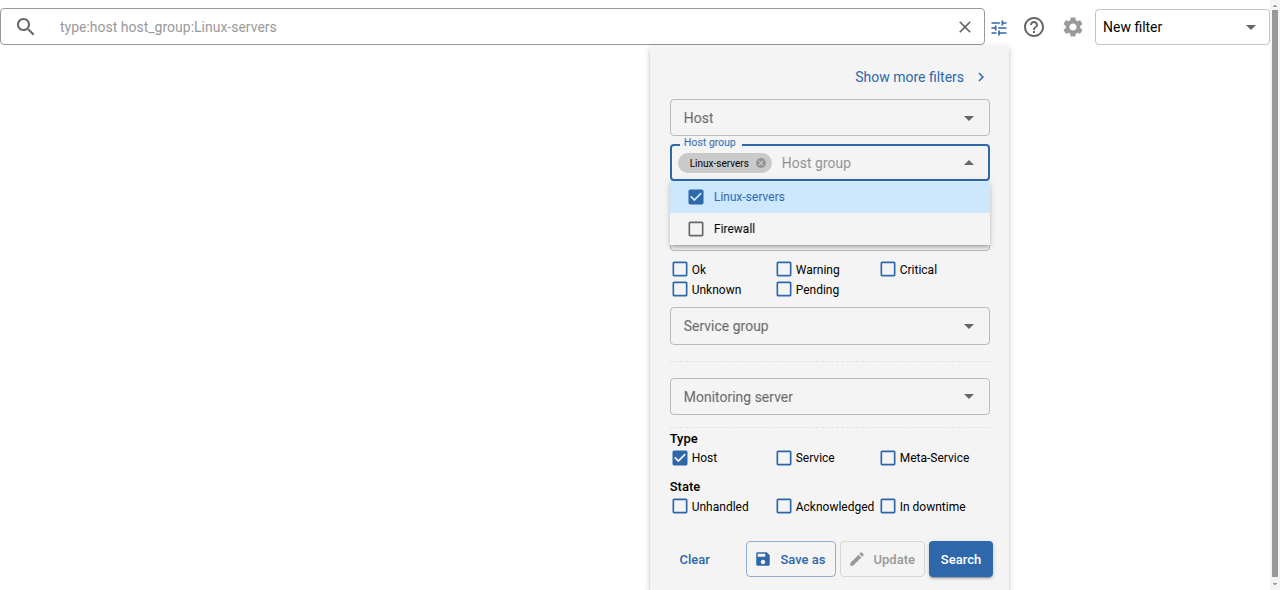 type:host host_group:Linux-servers
New filter
Show more filters
Host
Host group
Linux-servers Host group
Linux-servers
Firewall
Ok Warning Critical
Unknown Pending
Service group
Monitoring server
Type
Host Service Meta-Service
State
Unhandled Acknowledged In downtime
Clear Save as Update Search